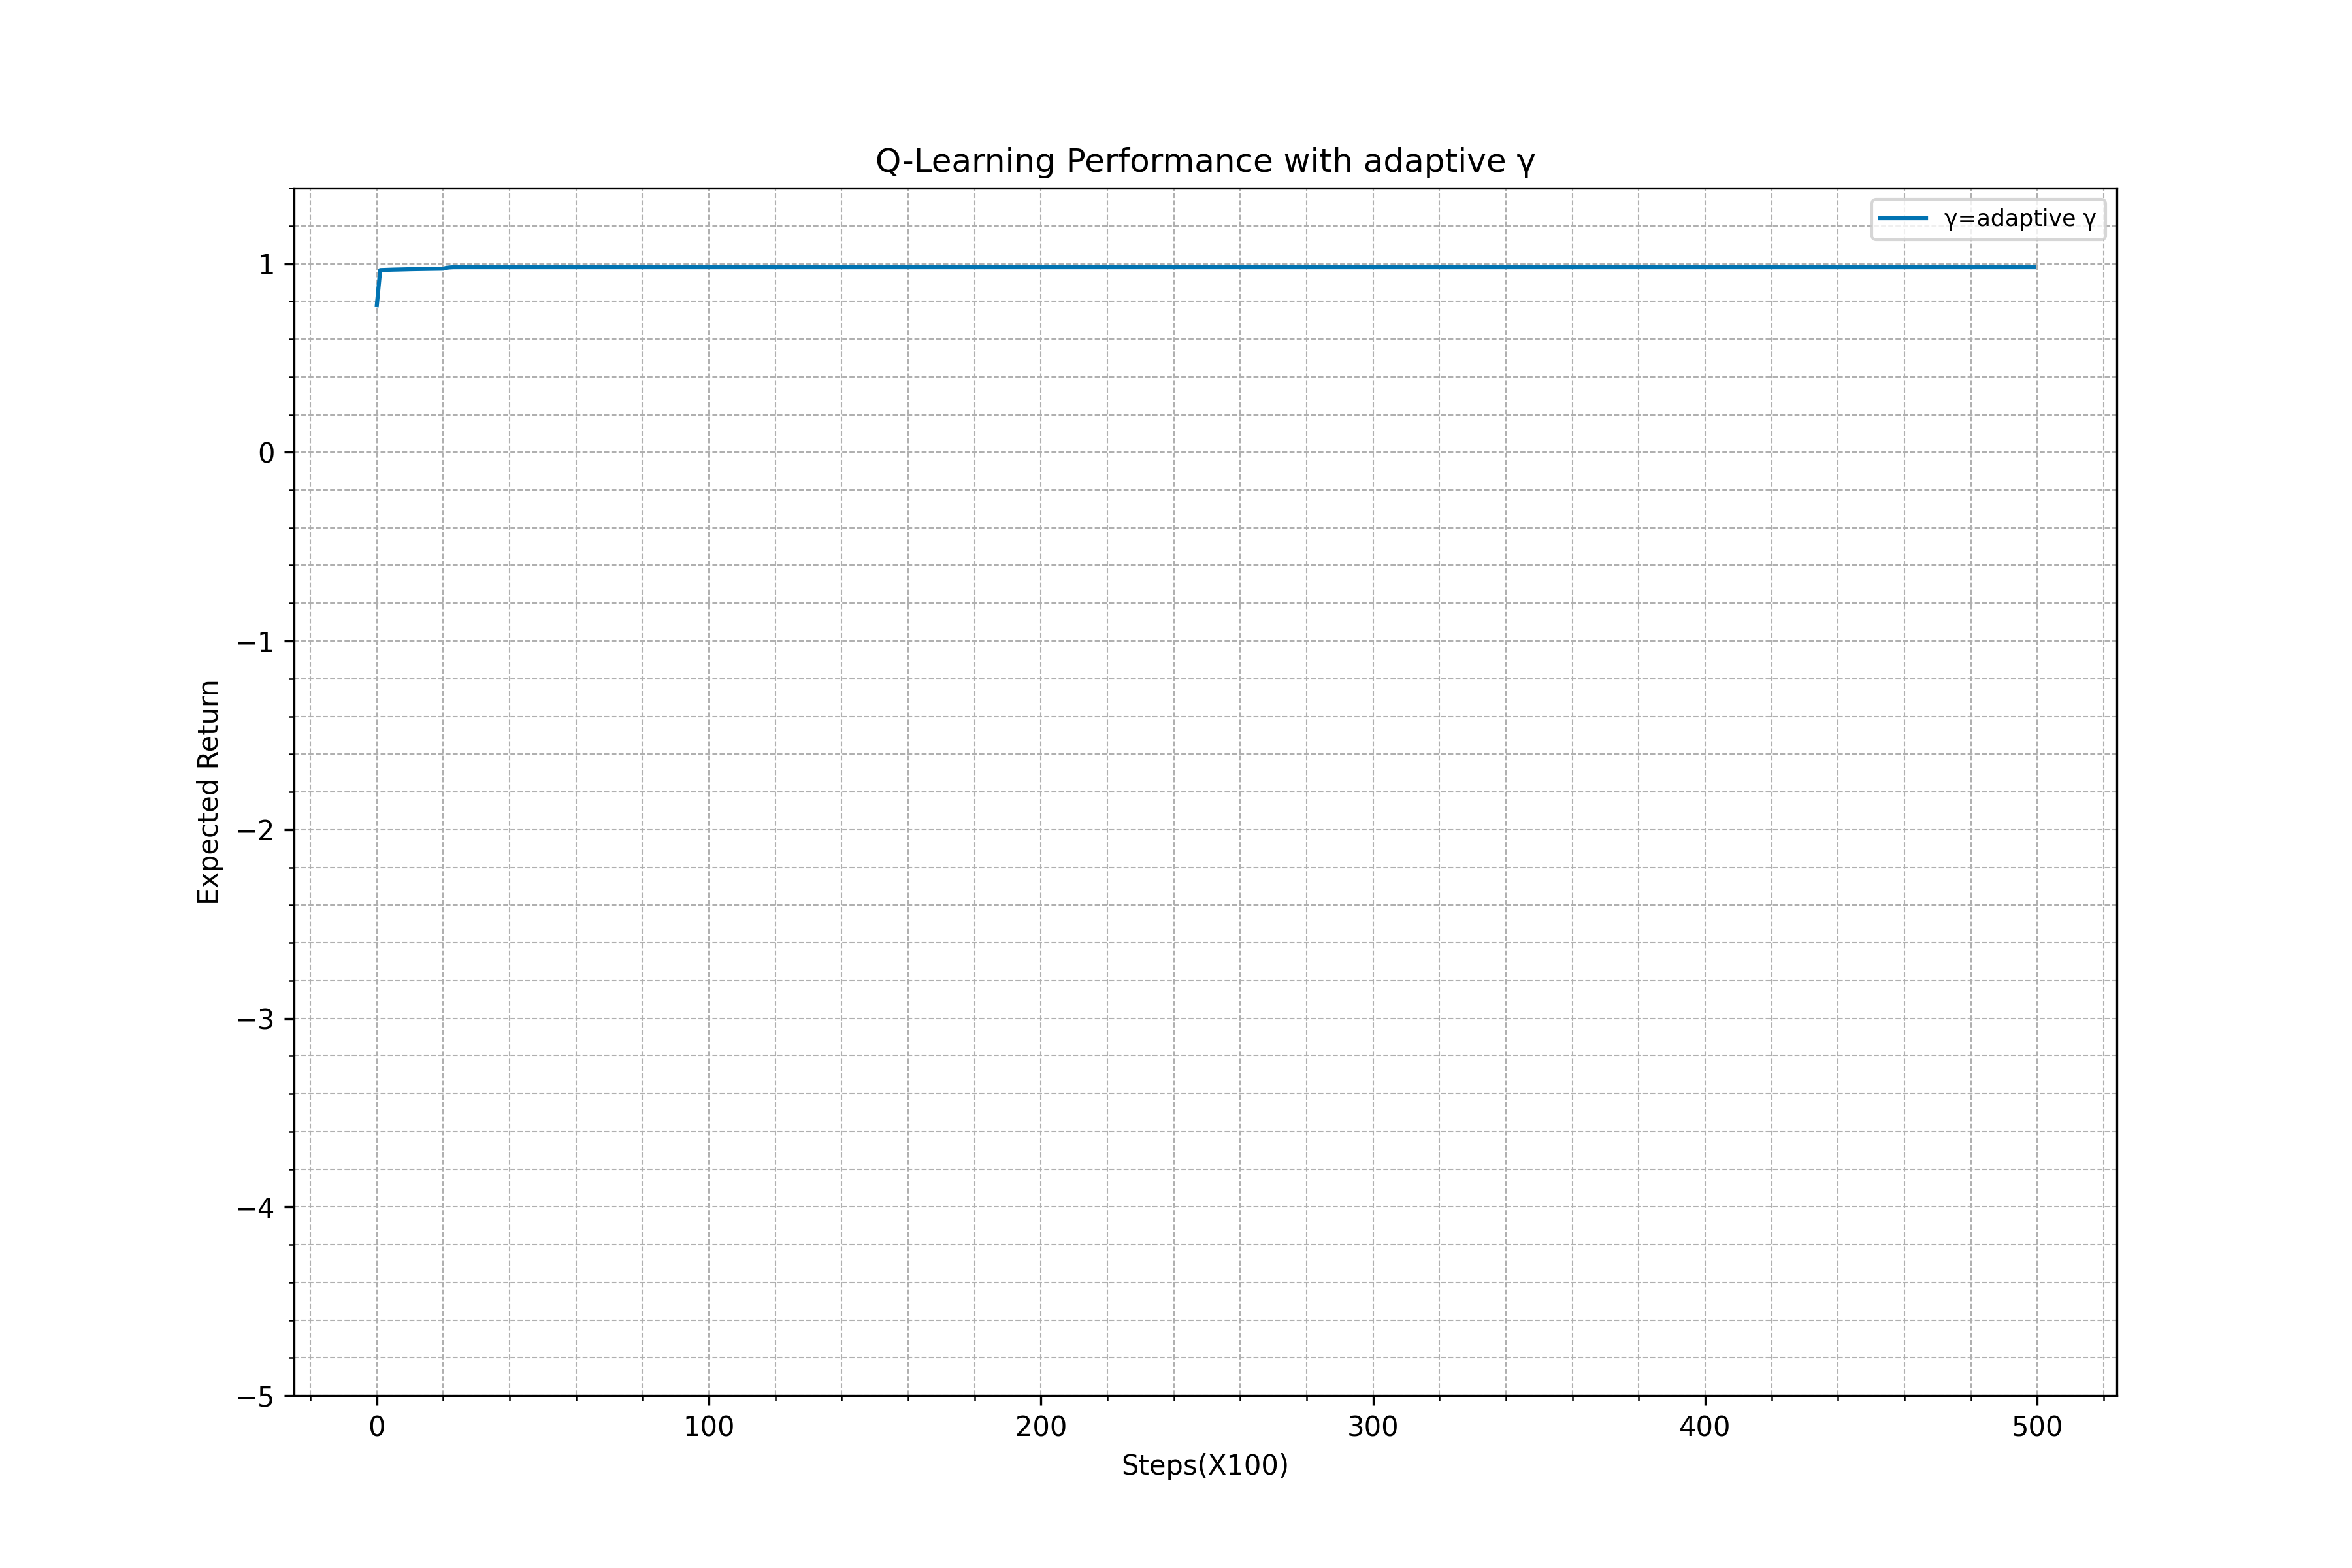 Q-Learning Performance with adaptive γ
γ=adaptive γ
Expected Return
1
0
−1
−2
−3
−4
−5
0 100 200 300 400 500
Steps(X100)